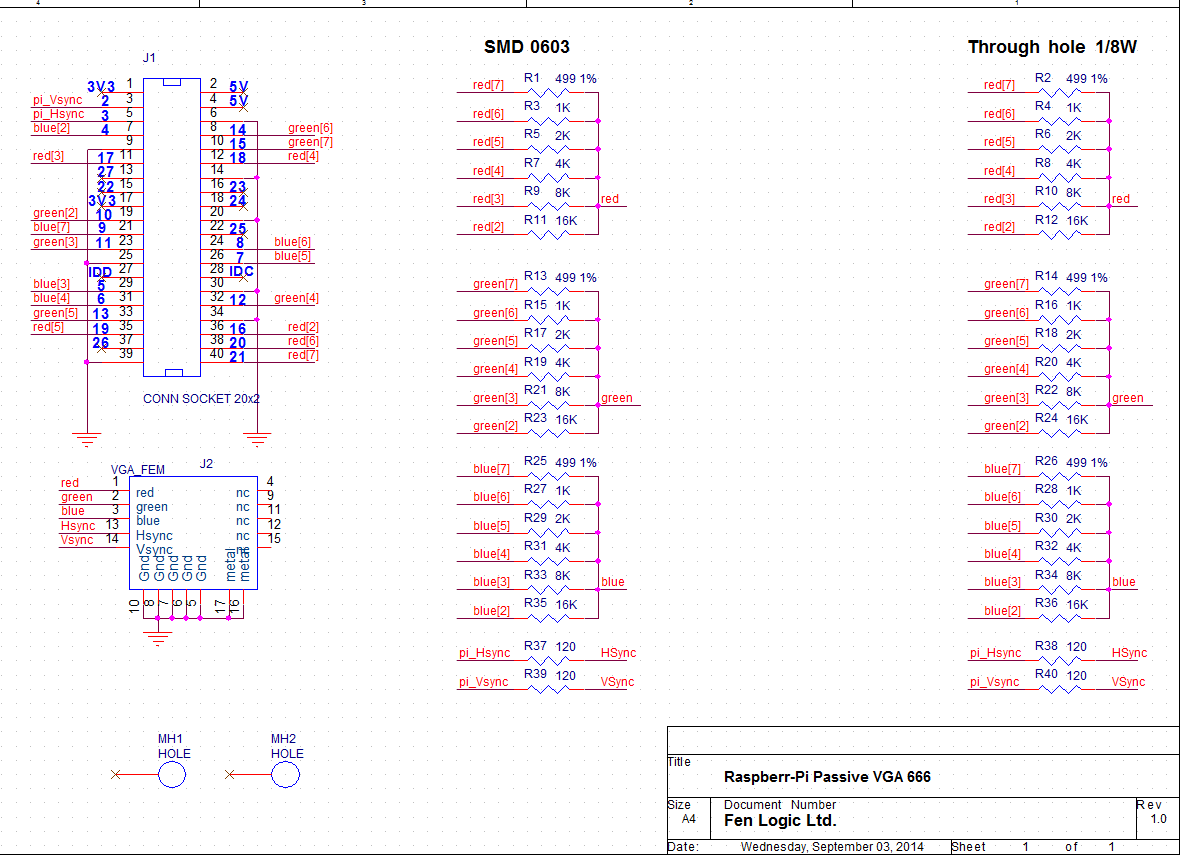 4 3 2 1
SMD 0603
Through hole 1/8W
J1
3V3 1 2 5V
pi_Vsync 2 3 4 5V
pi_Hsync 3 5 6
blue[2] 4 7 8 14 green[6]
9 10 15 green[7]
red[3] 17 11 12 18 red[4]
27 13 14
22 15 16 23
3V3 17 18 24
green[2] 10 19 20
blue[7] 9 21 22 25
green[3] 11 23 24 8 blue[6]
25 26 7 blue[5]
IDD 27 28 IDC
blue[3] 5 29 30
blue[4] 6 31 32 12 green[4]
green[5] 13 33 34
red[5] 19 35 36 16 red[2]
26 37 38 20 red[6]
39 40 21 red[7]
CONN SOCKET 20x2
VGA_FEM J2
red 1 red nc 4
green 2 green nc 9
blue 3 blue nc 11
Hsync 13 Hsync nc 12
Vsync 14 Vsync nc 15
Gnd Gnd Gnd Gnd Gnd metal metal
10 8 7 6 5 17 16
MH1
HOLE
MH2
HOLE
red[7] R1 499 1%
red[6] R3 1K
red[5] R5 2K
red[4] R7 4K
red[3] R9 8K red
red[2] R11 16K
green[7] R13 499 1%
green[6] R15 1K
green[5] R17 2K
green[4] R19 4K
green[3] R21 8K green
green[2] R23 16K
blue[7] R25 499 1%
blue[6] R27 1K
blue[5] R29 2K
blue[4] R31 4K
blue[3] R33 8K blue
blue[2] R35 16K
pi_Hsync R37 120 HSync
pi_Vsync R39 120 VSync
red[7] R2 499 1%
red[6] R4 1K
red[5] R6 2K
red[4] R8 4K
red[3] R10 8K red
red[2] R12 16K
green[7] R14 499 1%
green[6] R16 1K
green[5] R18 2K
green[4] R20 4K
green[3] R22 8K green
green[2] R24 16K
blue[7] R26 499 1%
blue[6] R28 1K
blue[5] R30 2K
blue[4] R32 4K
blue[3] R34 8K blue
blue[2] R36 16K
pi_Hsync R38 120 HSync
pi_Vsync R40 120 VSync
Title
Raspberr-Pi Passive VGA 666
Size Document Number Rev
A4 Fen Logic Ltd. 1.0
Date: Wednesday, September 03, 2014 Sheet 1 of 1